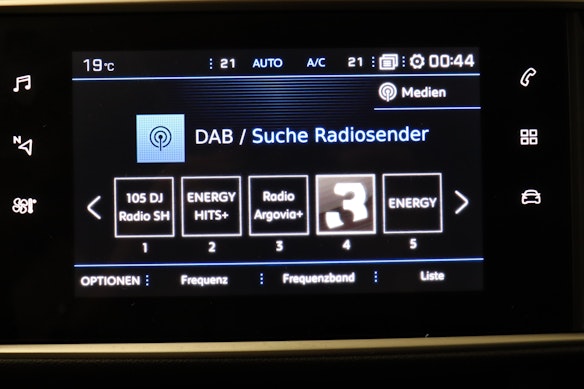 19°C 21 AUTO A/C 21 00:44
Medien
N
DAB / Suche Radiosender
105 DJ
Radio SH
ENERGY
HITS+
Radio
Argovia+
3
ENERGY
1 2 3 4 5
OPTIONEN Frequenz Frequenzband Liste